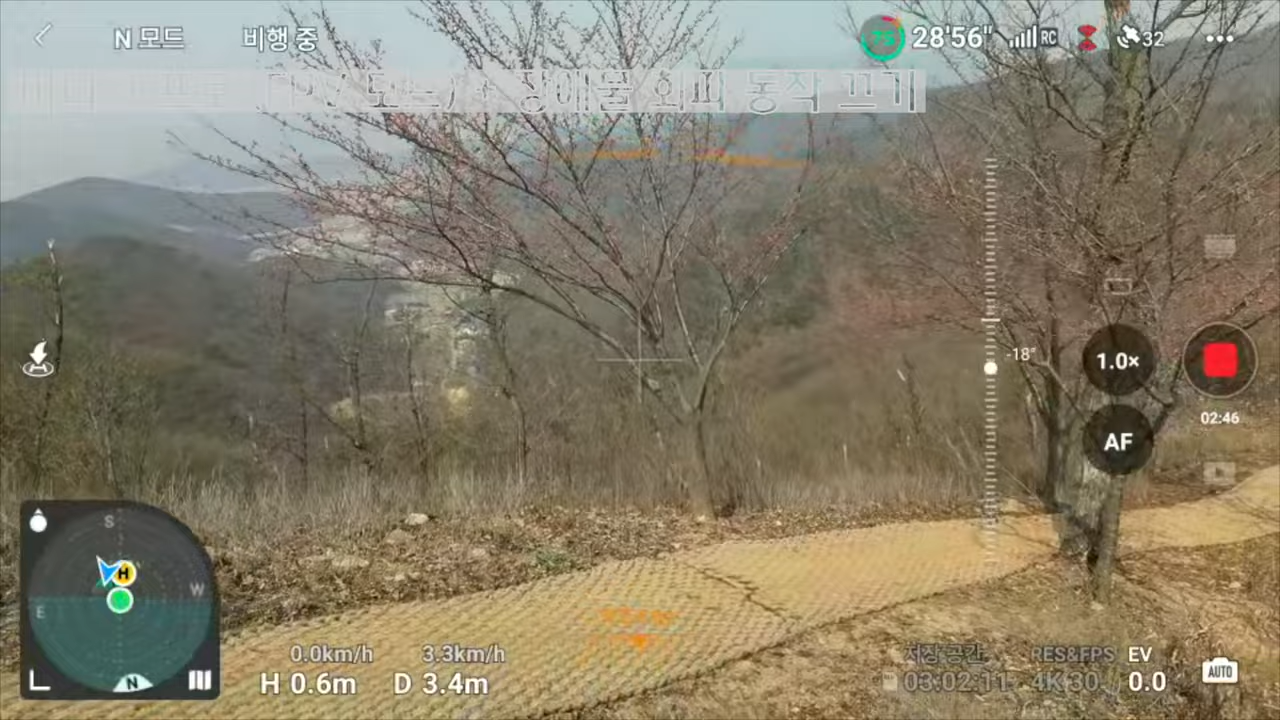 N 모드
비행 중
75
28'56"
RC
32
장애물 회피 동작 끄기
-18°
1.0×
02:46
AF
S
H
W
E
N
0.0km/h
3.3km/h
H 0.6m
D 3.4m
저장 공간
03:02:11
RES&FPS
4K 30
EV
0.0
AUTO